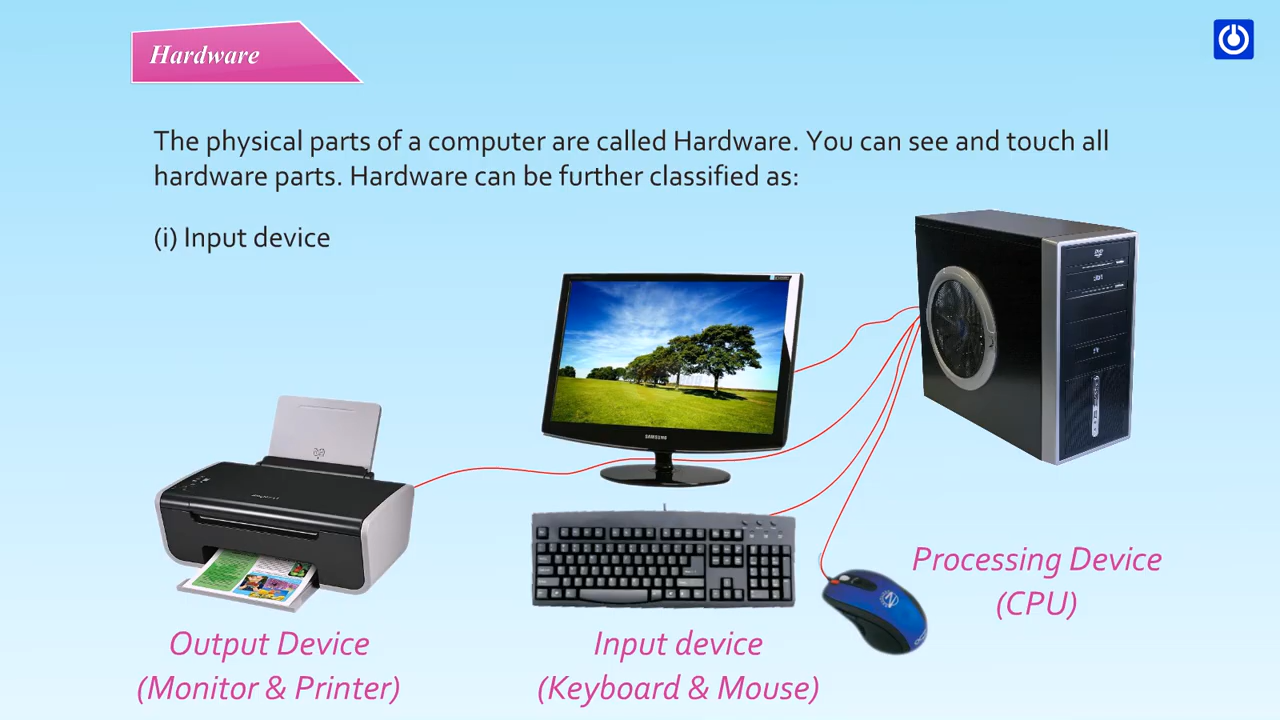 Hardware
The physical parts of a computer are called Hardware. You can see and touch all
hardware parts. Hardware can be further classified as:
(i) Input device
SAMSUNG
Processing Device
(CPU)
Output Device
(Monitor & Printer)
Input device
(Keyboard & Mouse)